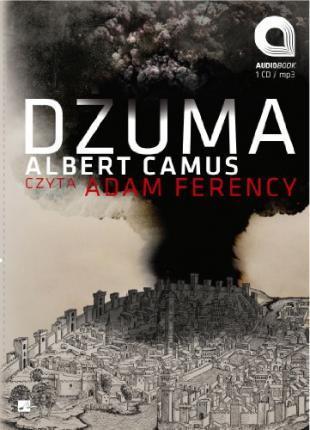 AUDIOBOOK
1 CD / mp3
DZUMA
ALBERT CAMUS
CZYTA ADAM FERENCY